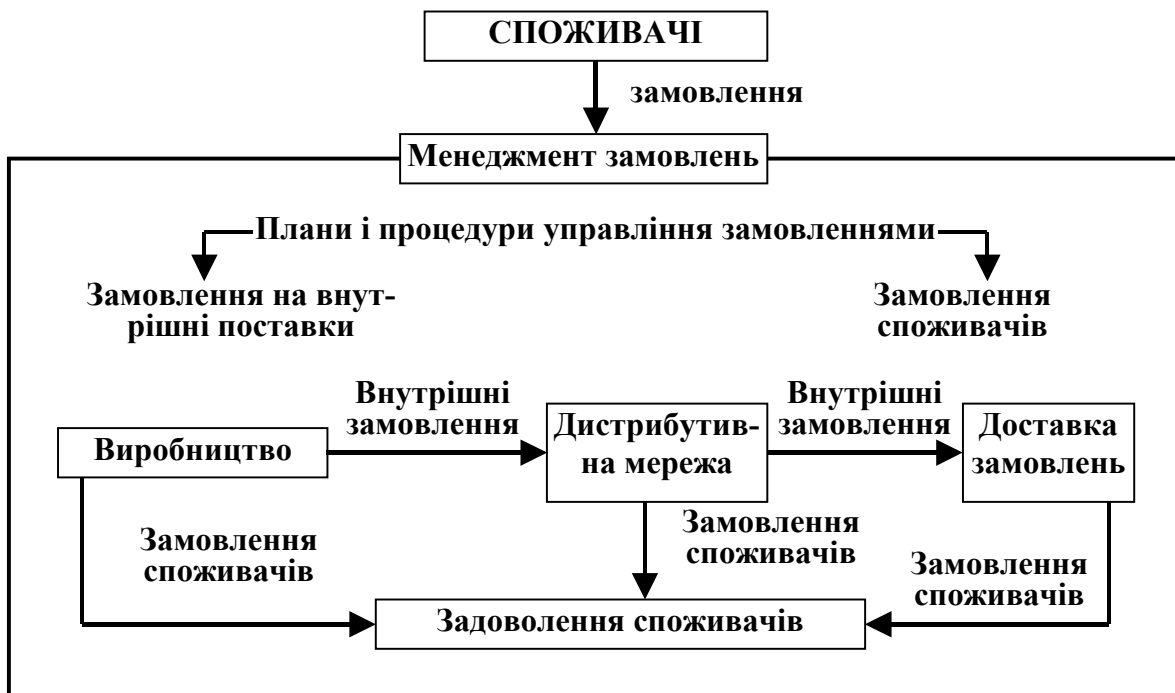 СПОЖИВАЧІ
замовлення
Менеджмент замовлень
Плани і процедури управління замовленнями
Замовлення на внут-
рішні поставки
Замовлення
споживачів
Виробництво
Внутрішні
замовлення
Дистрибутив-
на мережа
Внутрішні
замовлення
Доставка
замовлень
Замовлення
споживачів
Замовлення
споживачів
Замовлення
споживачів
Задоволення споживачів